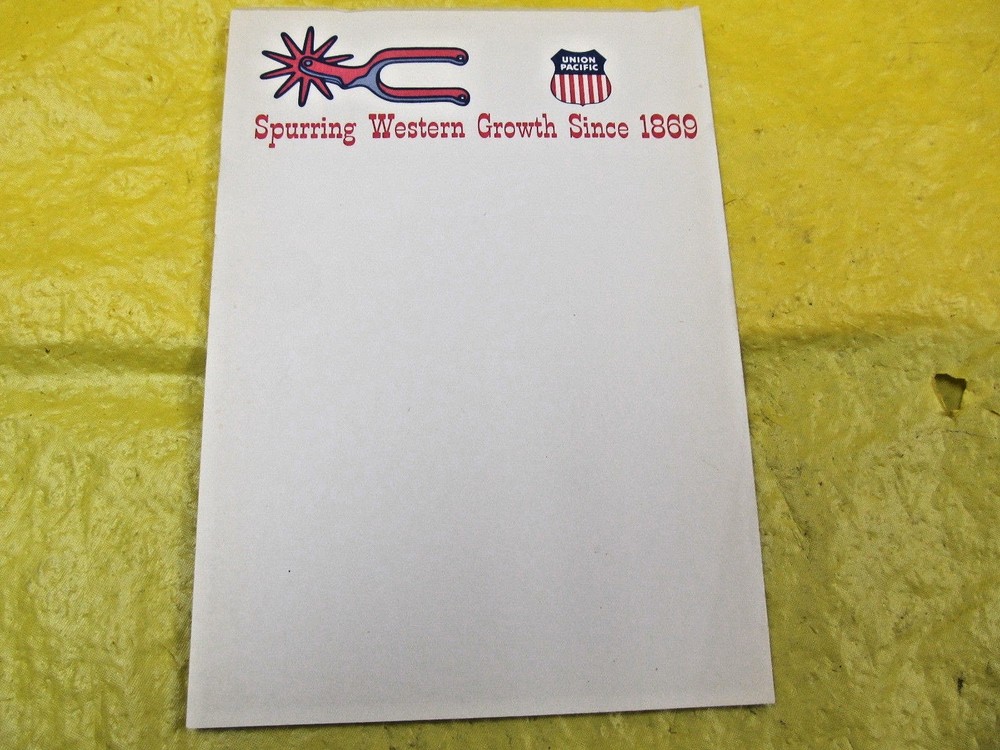 UNION
PACIFIC
Spurring Western Growth Since 1869